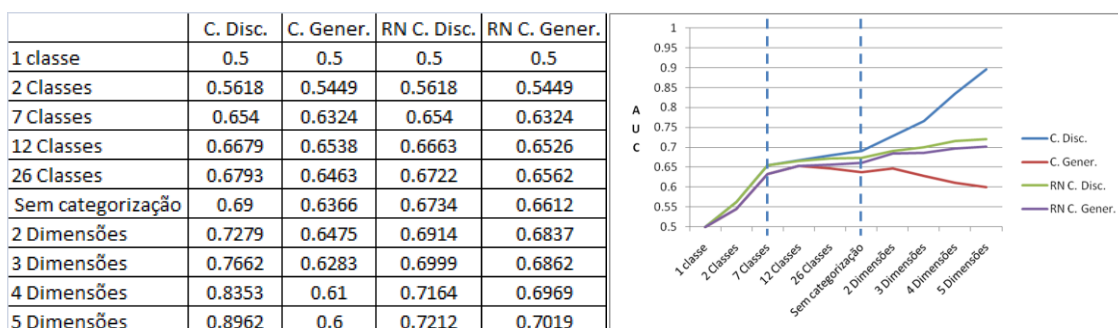 C. Disc. C. Gener. RN C. Disc. RN C. Gener.
1 classe 0.5 0.5 0.5 0.5
2 Classes 0.5618 0.5449 0.5618 0.5449
7 Classes 0.654 0.6324 0.654 0.6324
12 Classes 0.6679 0.6538 0.6663 0.6526
26 Classes 0.6793 0.6463 0.6722 0.6562
Sem categorização 0.69 0.6366 0.6734 0.6612
2 Dimensões 0.7279 0.6475 0.6914 0.6837
3 Dimensões 0.7662 0.6283 0.6999 0.6862
4 Dimensões 0.8353 0.61 0.7164 0.6969
5 Dimensões 0.8962 0.6 0.7212 0.7019
1
0.95
0.9
0.85
0.8
0.75
0.7
0.65
0.6
0.55
0.5
A
U
C
1 classe
2 Classes
7 Classes
12 Classes
26 Classes
Sem categorização
2 Dimensões
3 Dimensões
4 Dimensões
5 Dimensões
C. Disc.
C. Gener.
RN C. Disc.
RN C. Gener.